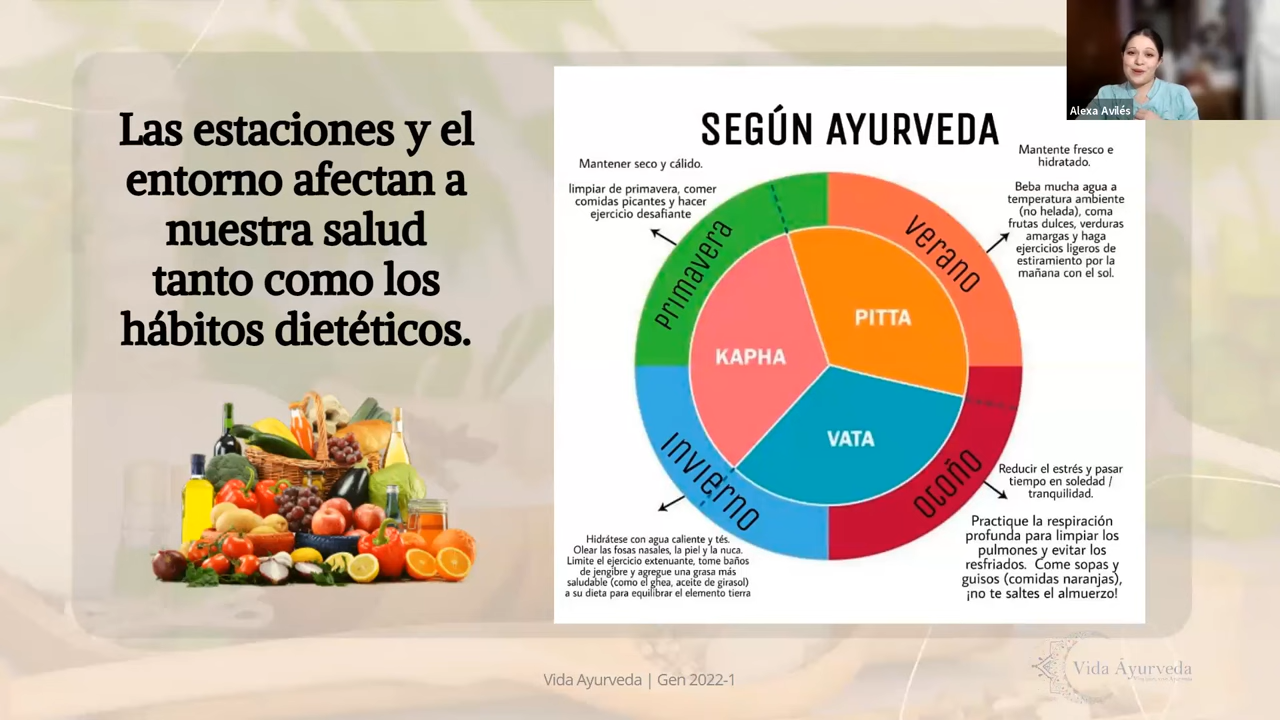 Las estaciones y el
entorno afectan a
nuestra salud
tanto como los
hábitos dietéticos.
SEGÚN AYURVEDA
Mantener seco y cálido.
limpiar de primavera, comer
comidas picantes y hacer
ejercicio desafiante
Mantente fresco e
hidratado.
Beba mucha agua a
temperatura ambiente
(no helada), coma
frutas dulces, verduras
amargas y haga
ejercicios ligeros de
estiramiento por la
mañana con el sol.
primavera
verano
PITTA
KAPHA
VATA
invierno
otoño
Reducir el estrés y pasar
tiempo en soledad /
tranquilidad.
Practique la respiración
profunda para limpiar los
pulmones y evitar los
resfriados. Come sopas y
guisos (comidas naranjas),
¡no te saltes el almuerzo!
Hidrátese con agua caliente y tés.
Olear las fosas nasales, la piel y la nuca.
Limite el ejercicio extenuante, tome baños
de jengibre y agregue una grasa más
saludable (como el ghea, aceite de girasol)
a su dieta para equilibrar el elemento tierra
Alexa Avilés
Vida Ayurveda | Gen 2022-1
Vida Áyurveda